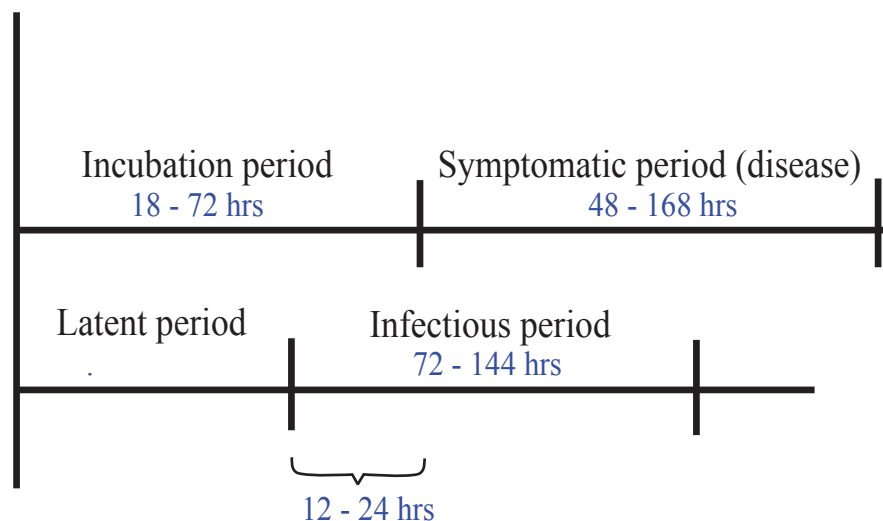 Incubation period
18 - 72 hrs
Symptomatic period (disease)
48 - 168 hrs
Latent period
.
Infectious period
72 - 144 hrs
12 - 24 hrs